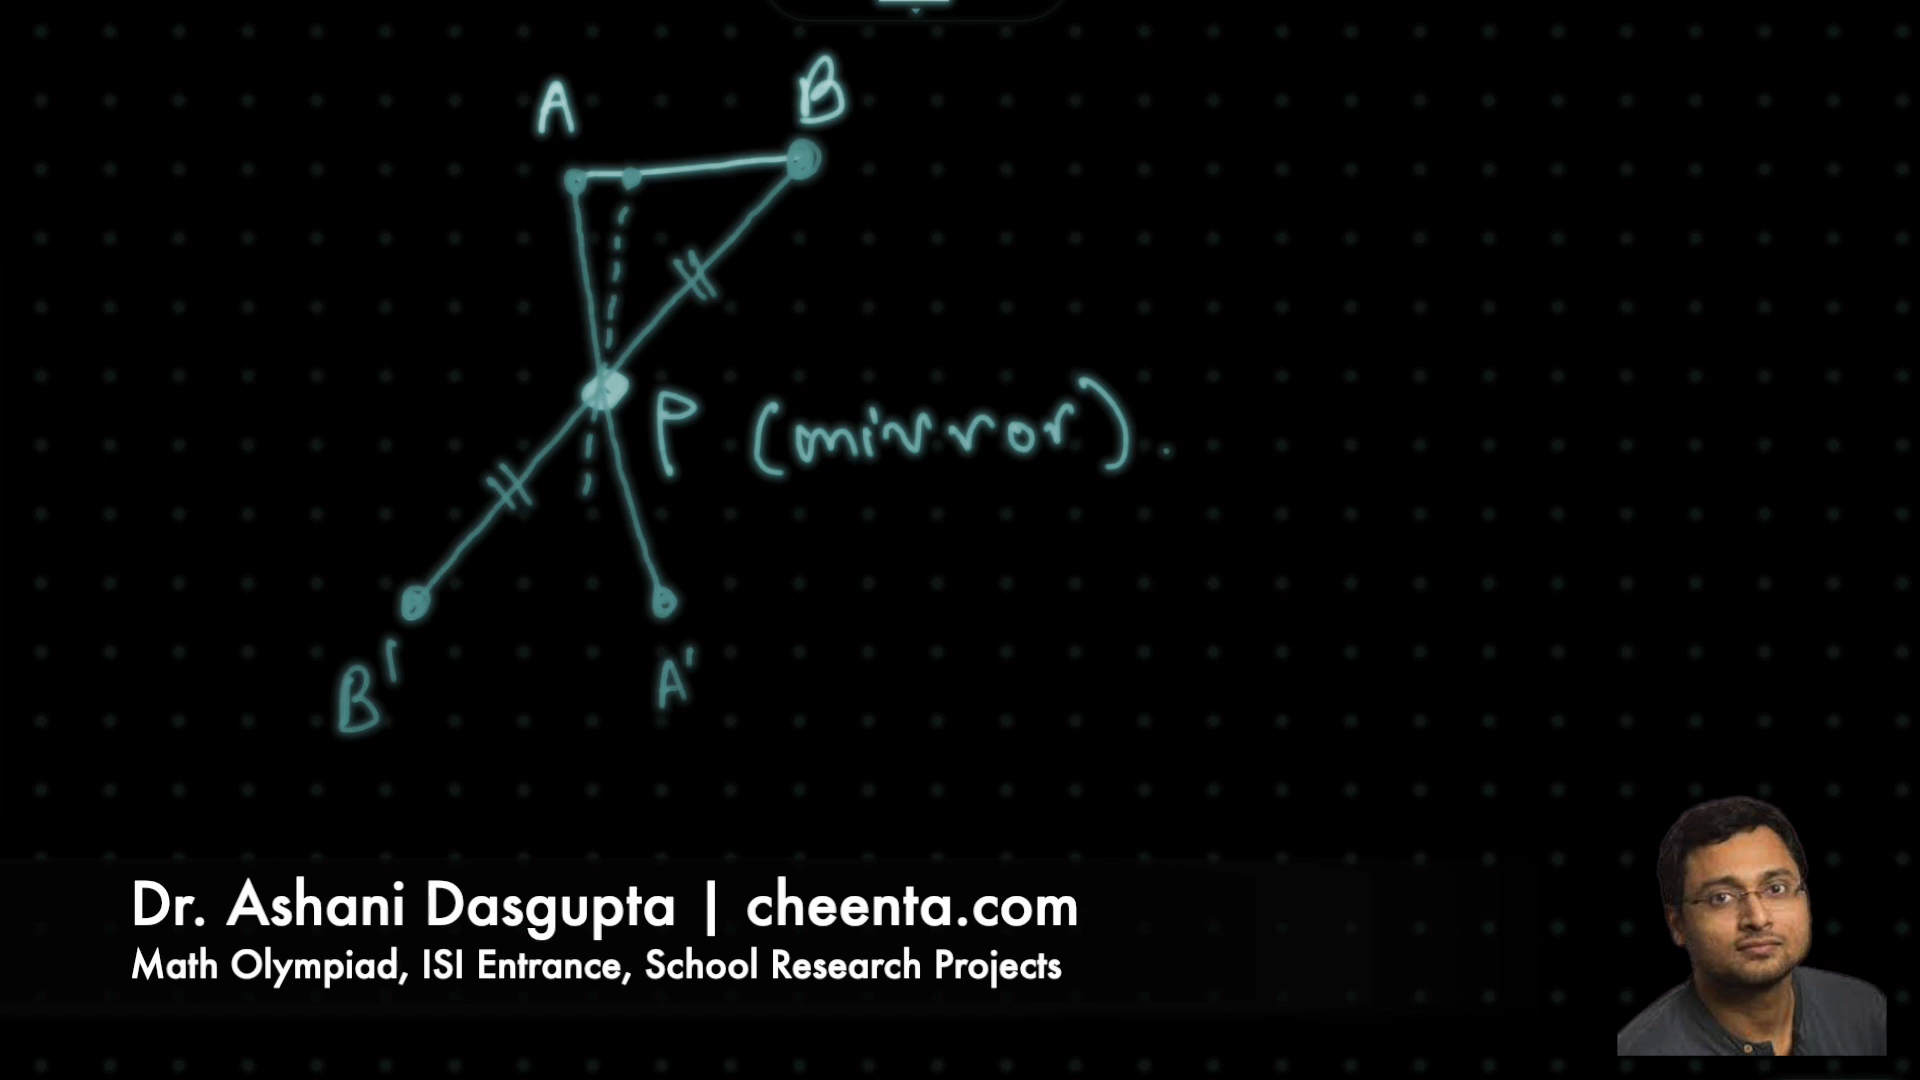 A
B
P (mirror).
B'
A'
Dr. Ashani Dasgupta | cheenta.com
Math Olympiad, ISI Entrance, School Research Projects